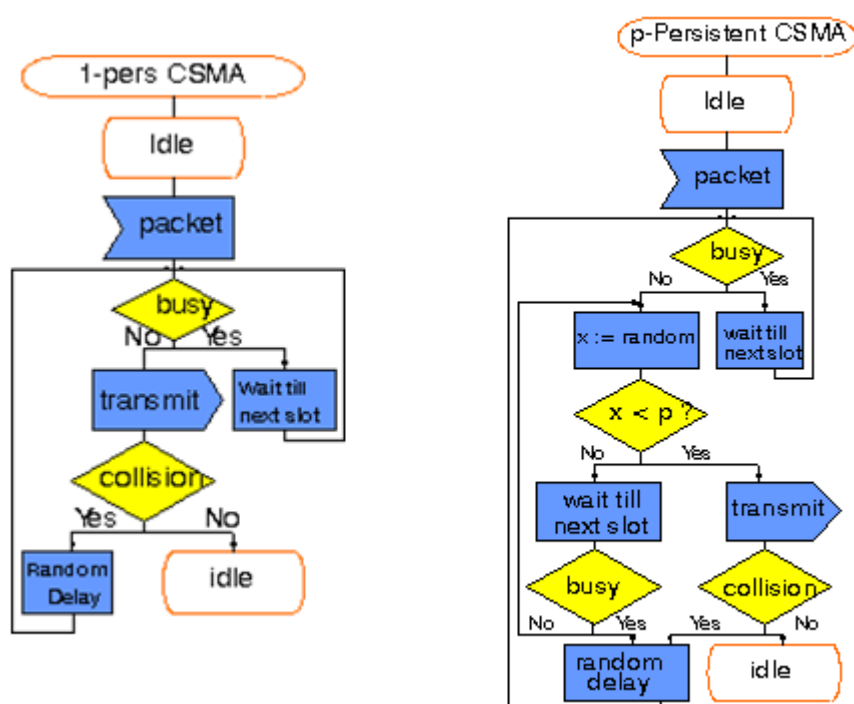 1-pers CSMA
Idle
packet
busy
No
Yes
transmit
Wait till
next slot
collision
Yes
No
Random
Delay
idle
p-Persistent CSMA
Idle
packet
busy
No
Yes
x := random
wait till
next slot
x < p ?
No
Yes
wait till
next slot
transmit
busy
collision
No
Yes
Yes
No
random
delay
idle